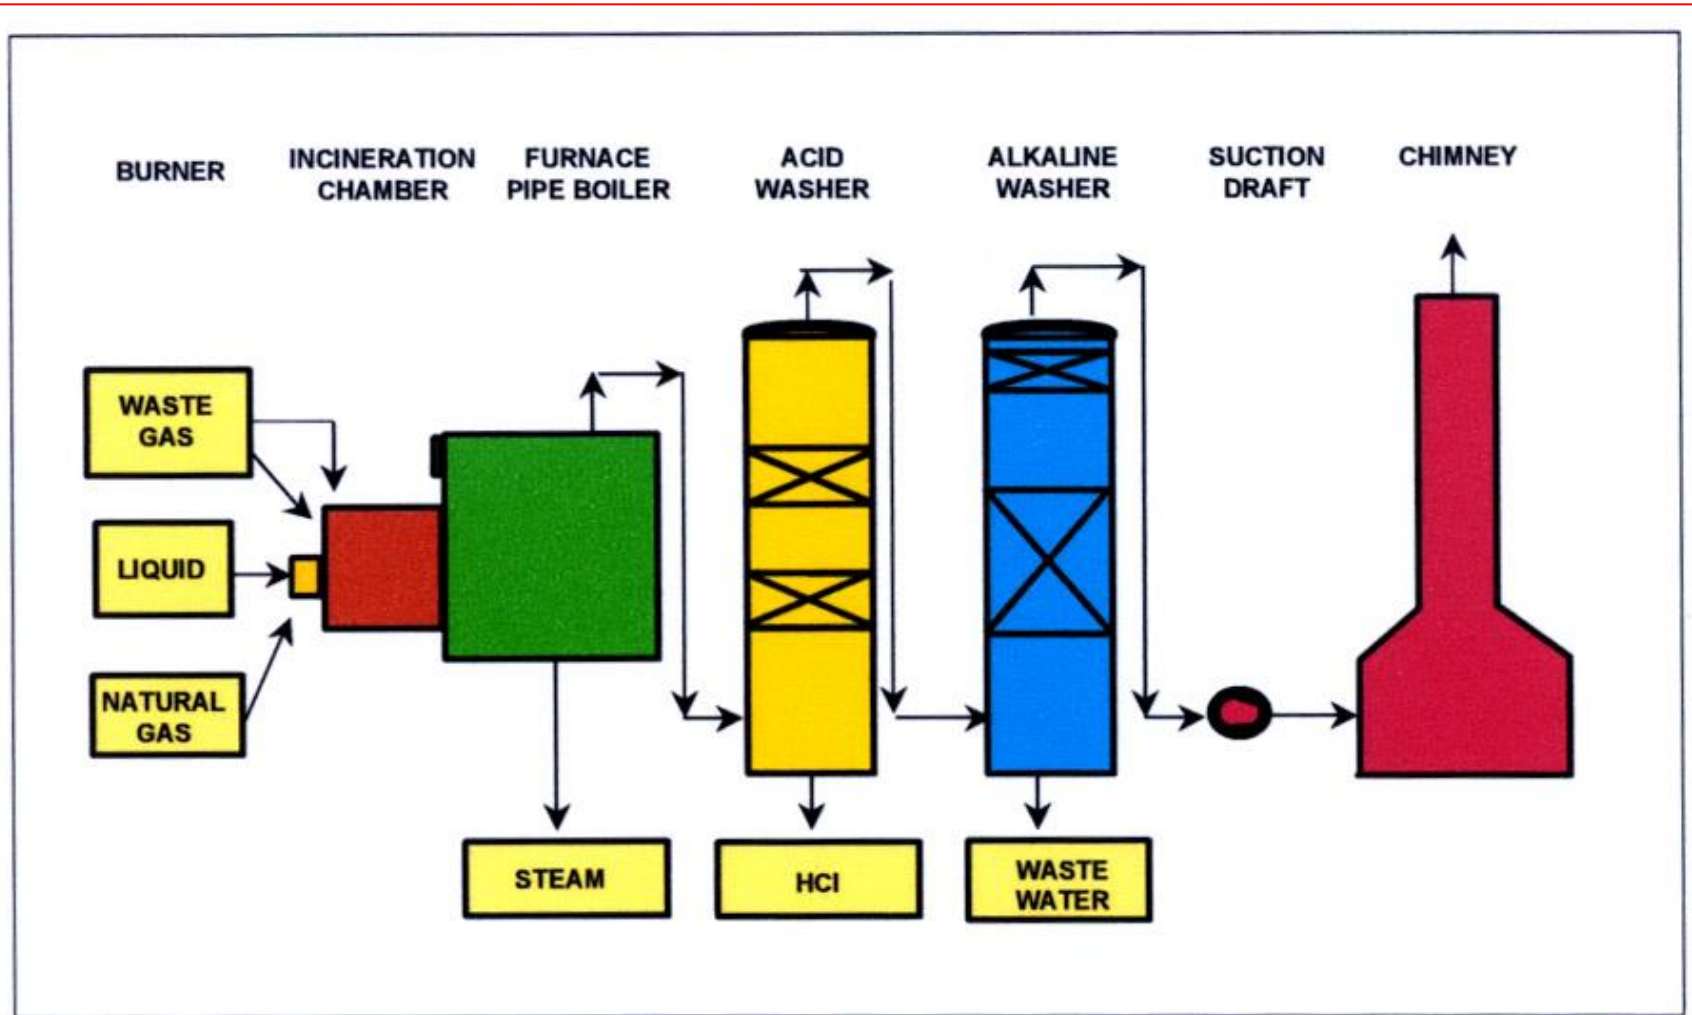 BURNER
INCINERATION
CHAMBER
FURNACE
PIPE BOILER
ACID
WASHER
ALKALINE
WASHER
SUCTION
DRAFT
CHIMNEY
WASTE
GAS
LIQUID
NATURAL
GAS
STEAM
HCl
WASTE
WATER